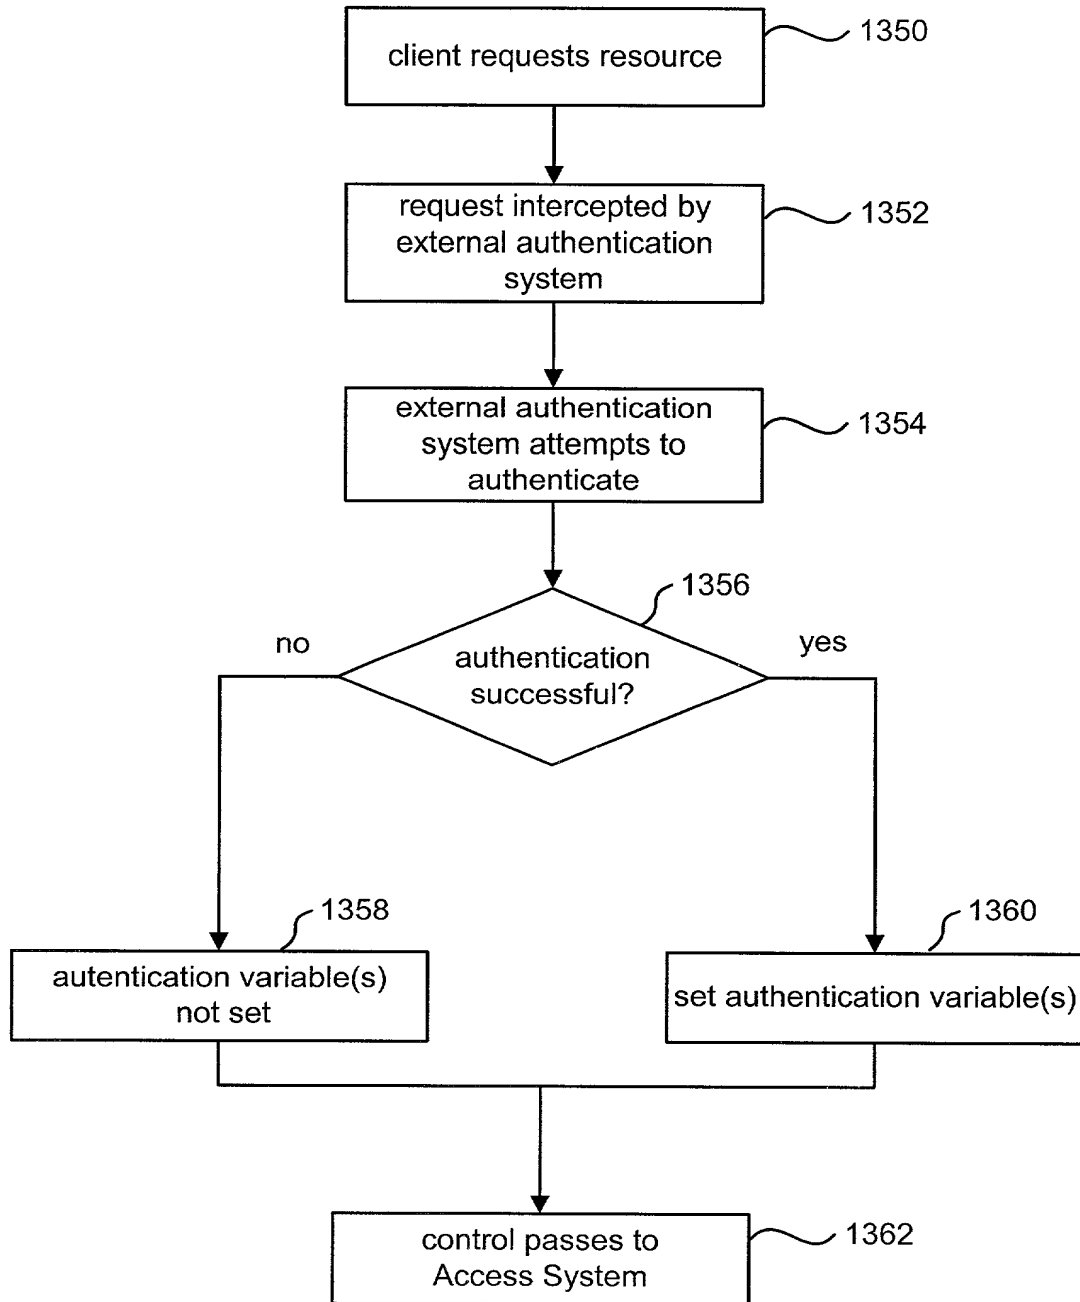 client requests resource
1350
request intercepted by
external authentication
system
1352
external authentication
system attempts to
authenticate
1354
1356
no
authentication
successful?
yes
1358
autentication variable(s)
not set
1360
set authentication variable(s)
control passes to
Access System
1362